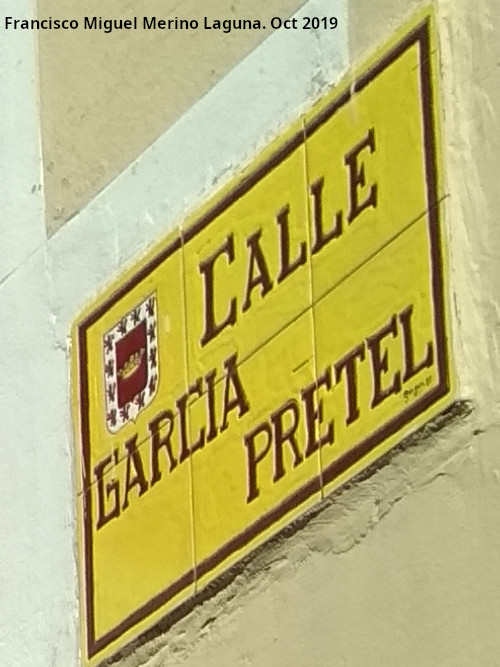 Francisco Miguel Merino Laguna. Oct 2019
CALLE
GARCIA
PRETEL